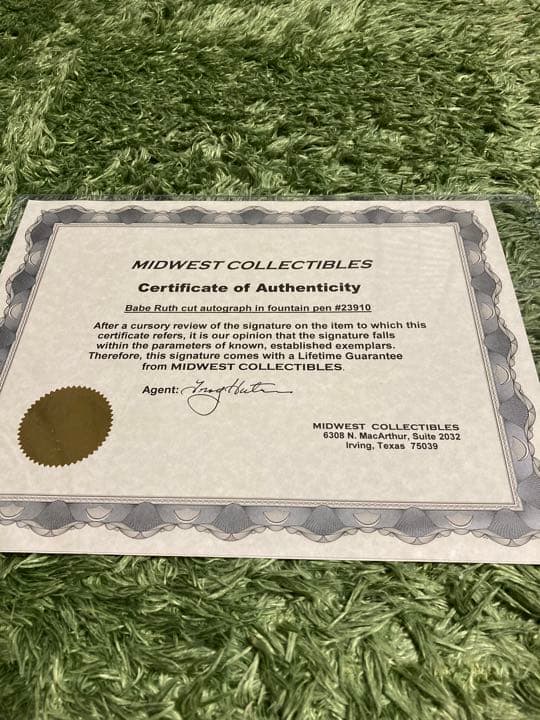 MIDWEST COLLECTIBLES
Certificate of Authenticity
Babe Ruth cut autograph in fountain pen #23910
After a cursory review of the signature on the item to which this
certificate refers, it is our opinion that the signature falls
within the parameters of known, established exemplars.
Therefore, this signature comes with a Lifetime Guarantee
from MIDWEST COLLECTIBLES.
Agent:
MIDWEST COLLECTIBLES
6308 N. MacArthur, Suite 2032
Irving, Texas 75039